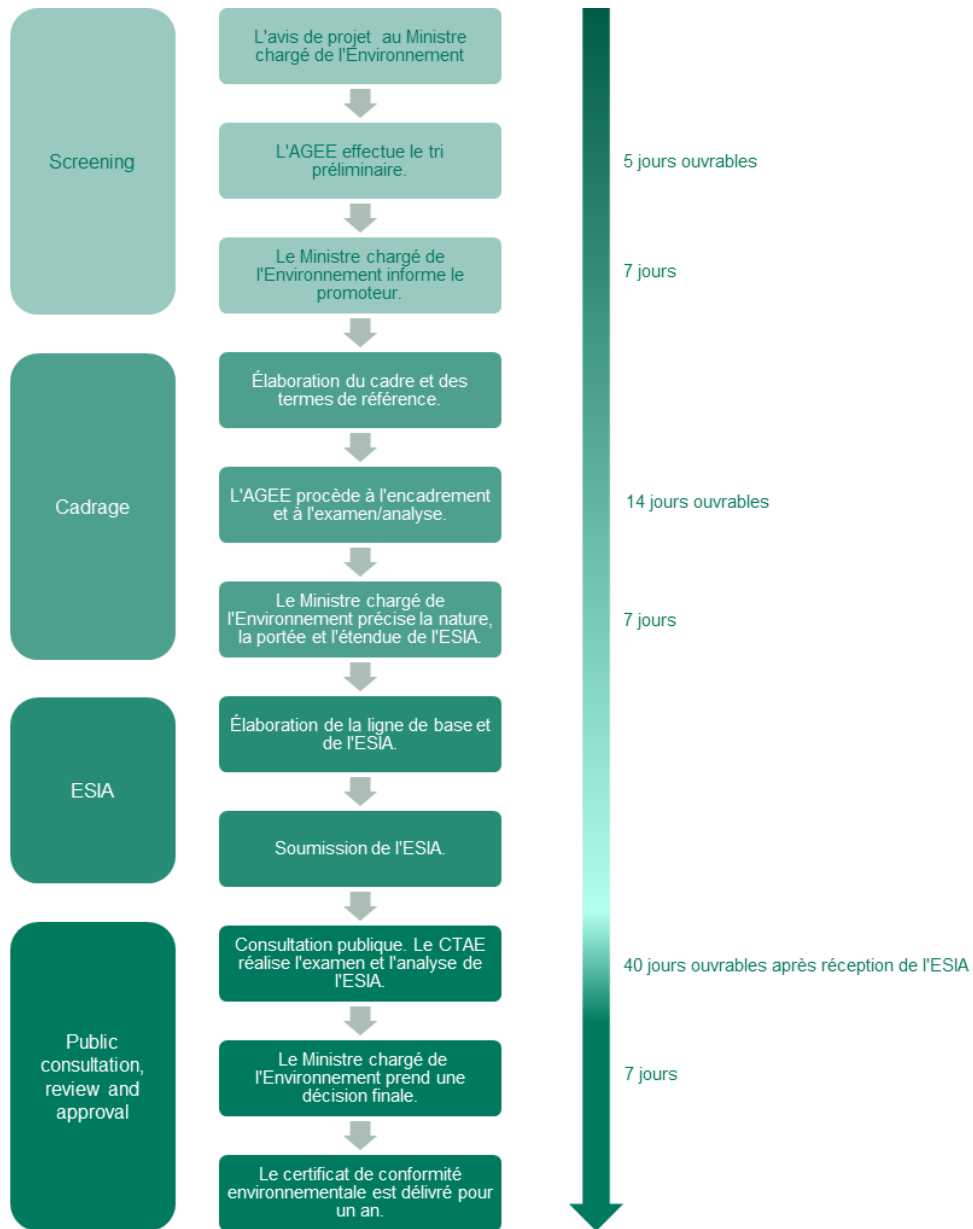 Screening
L'avis de projet au Ministre
chargé de l'Environnement
L'AGEE effectue le tri
préliminaire.
5 jours ouvrables
Le Ministre chargé de
l'Environnement informe le
promoteur.
7 jours
Cadrage
Élaboration du cadre et des
termes de référence.
L'AGEE procède à l'encadrement
et à l'examen/analyse.
14 jours ouvrables
Le Ministre chargé de
l'Environnement précise la nature,
la portée et l'étendue de l'ESIA.
7 jours
ESIA
Élaboration de la ligne de base et
de l'ESIA.
Soumission de l'ESIA.
Public
consultation,
review and
approval
Consultation publique. Le CTAE
réalise l'examen et l'analyse de
l'ESIA.
40 jours ouvrables après réception de l'ESIA
Le Ministre chargé de
l'Environnement prend une
décision finale.
7 jours
Le certificat de conformité
environnementale est délivré pour
un an.